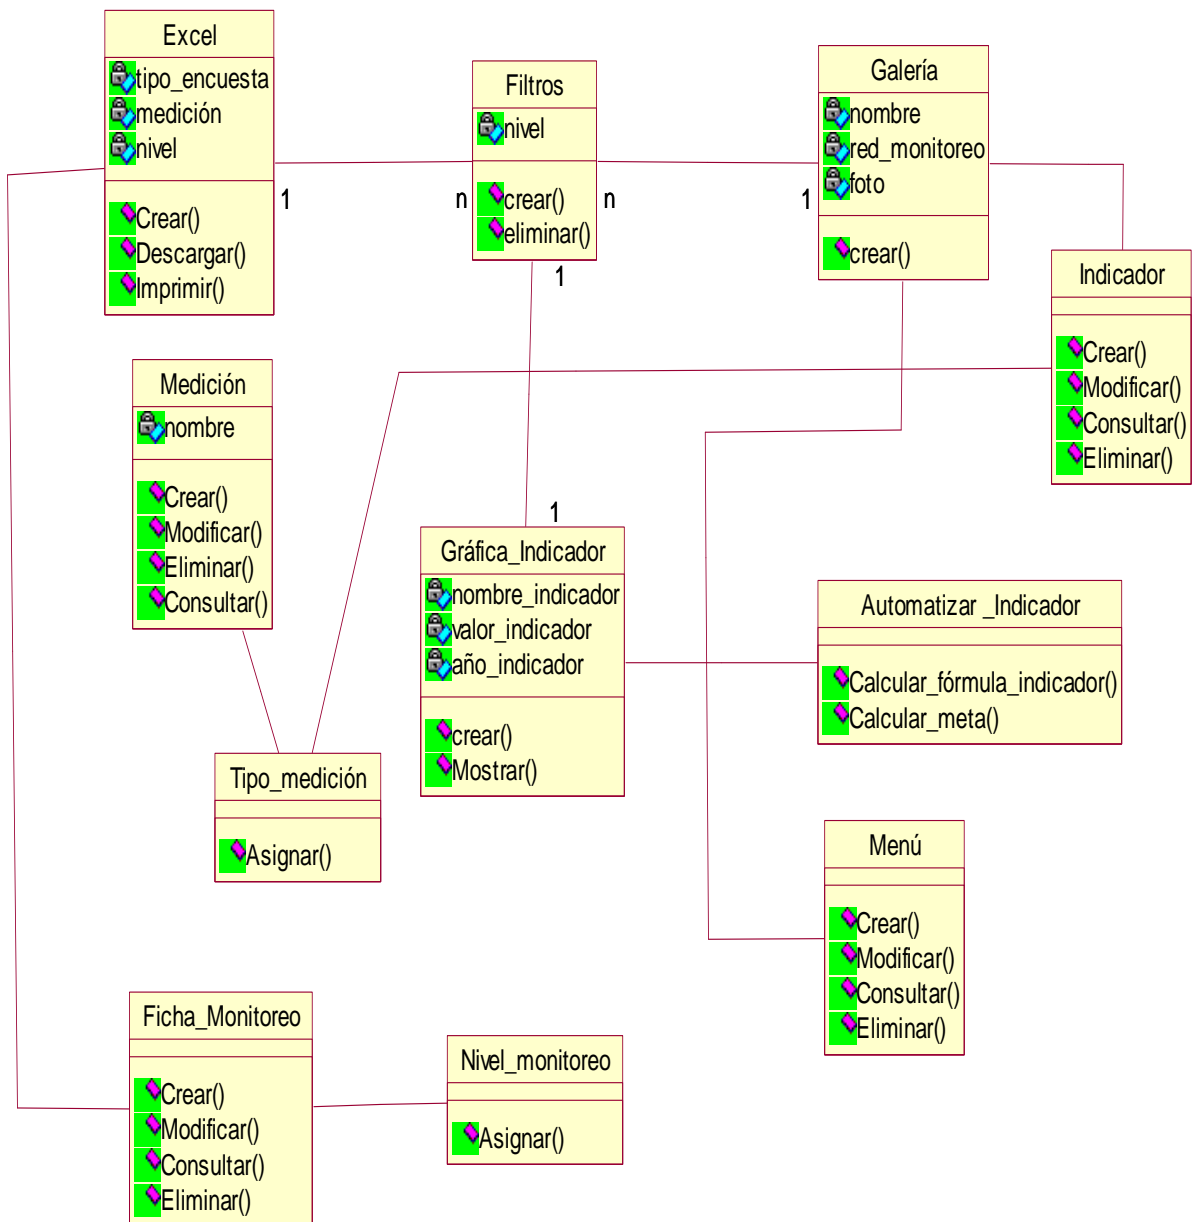 Excel
tipo_encuesta
medición
nivel
Crear()
Descargar()
Imprimir()
1
n
Filtros
nivel
crear()
eliminar()
n
1
1
Galería
nombre
red_monitoreo
foto
crear()
Indicador
Crear()
Modificar()
Consultar()
Eliminar()
Medición
nombre
Crear()
Modificar()
Eliminar()
Consultar()
1
Gráfica_Indicador
nombre_indicador
valor_indicador
año_indicador
crear()
Mostrar()
Automatizar _Indicador
Calcular_fórmula_indicador()
Calcular_meta()
Tipo_medición
Asignar()
Menú
Crear()
Modificar()
Consultar()
Eliminar()
Ficha_Monitoreo
Crear()
Modificar()
Consultar()
Eliminar()
Nivel_monitoreo
Asignar()